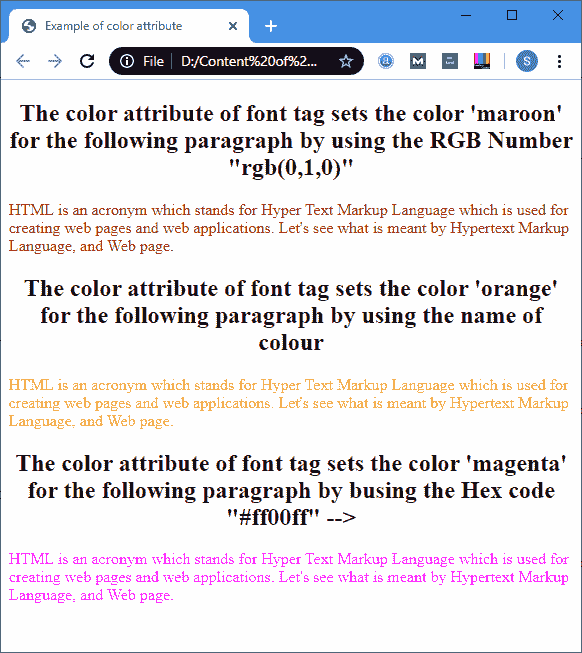 Example of color attribute
File D:/Content%20of%2...
a M S
The color attribute of font tag sets the color 'maroon'
for the following paragraph by using the RGB Number
"rgb(0,1,0)"
HTML is an acronym which stands for Hyper Text Markup Language which is used for
creating web pages and web applications. Let's see what is meant by Hypertext Markup
Language, and Web page.
The color attribute of font tag sets the color 'orange'
for the following paragraph by using the name of
colour
HTML is an acronym which stands for Hyper Text Markup Language which is used for
creating web pages and web applications. Let's see what is meant by Hypertext Markup
Language, and Web page.
The color attribute of font tag sets the color 'magenta'
for the following paragraph by busing the Hex code
"#ff00ff" -->
HTML is an acronym which stands for Hyper Text Markup Language which is used for
creating web pages and web applications. Let's see what is meant by Hypertext Markup
Language, and Web page.